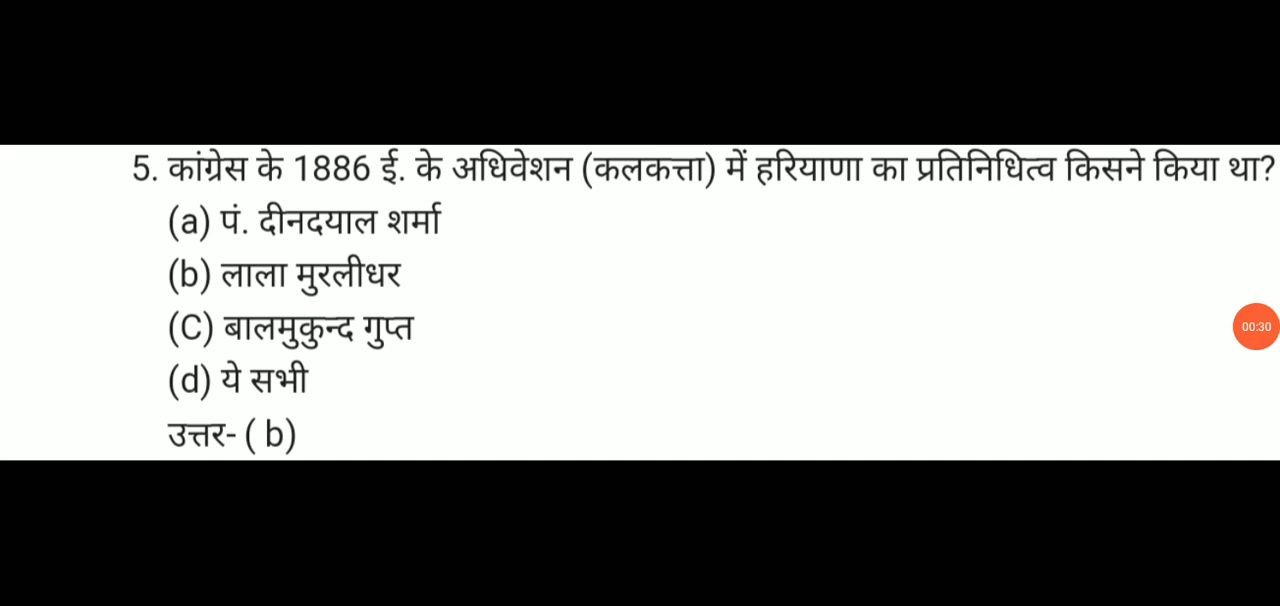 5. कांग्रेस के 1886 ई. के अधिवेशन (कलकत्ता) में हरियाणा का प्रतिनिधित्व किसने किया था?
(a) पं. दीनदयाल शर्मा
(b) लाला मुरलीधर
(C) बालमुकुन्द गुप्त
(d) ये सभी
उत्तर- ( b)
00:30